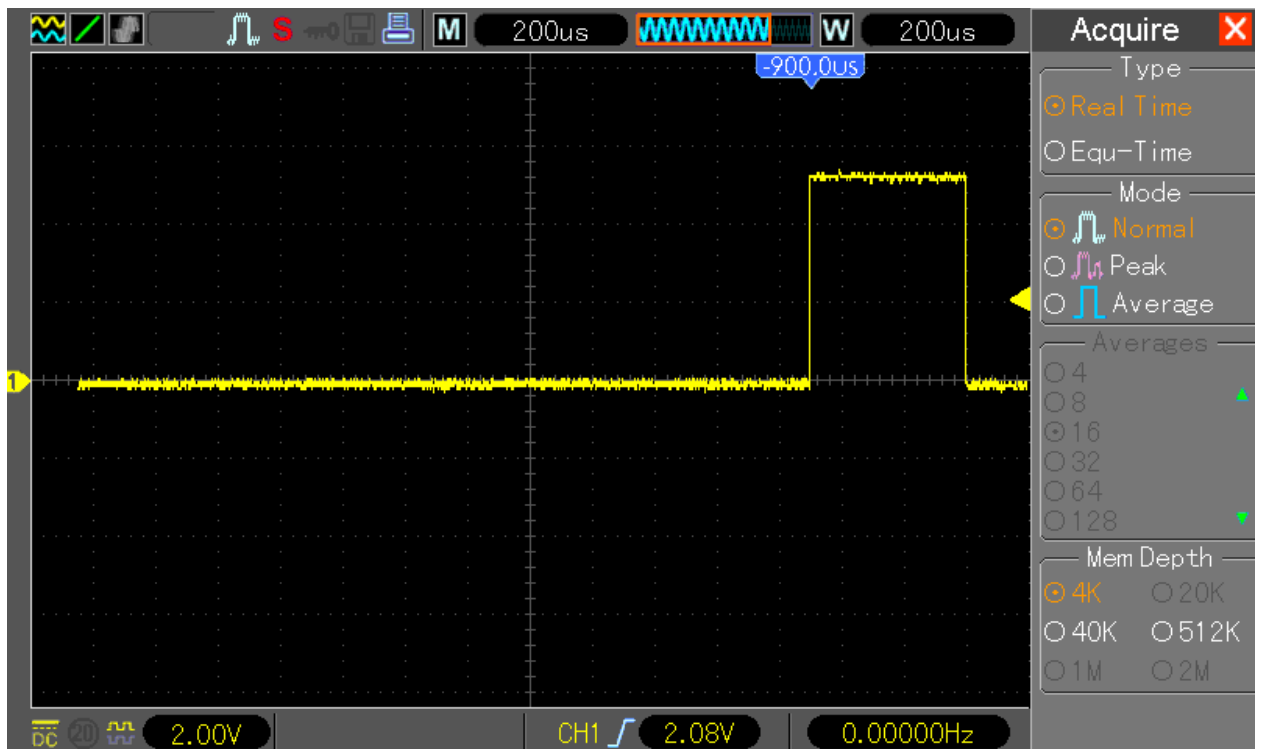 S M 200us W 200us
-900.0us
1
DC 20 2.00V CH1 2.08V 0.00000Hz
Acquire X
Type
Real Time
Equ-Time
Mode
Normal
Peak
Average
Averages
4
8
16
32
64
128
Mem Depth
4K 20K
40K 512K
1M 2M